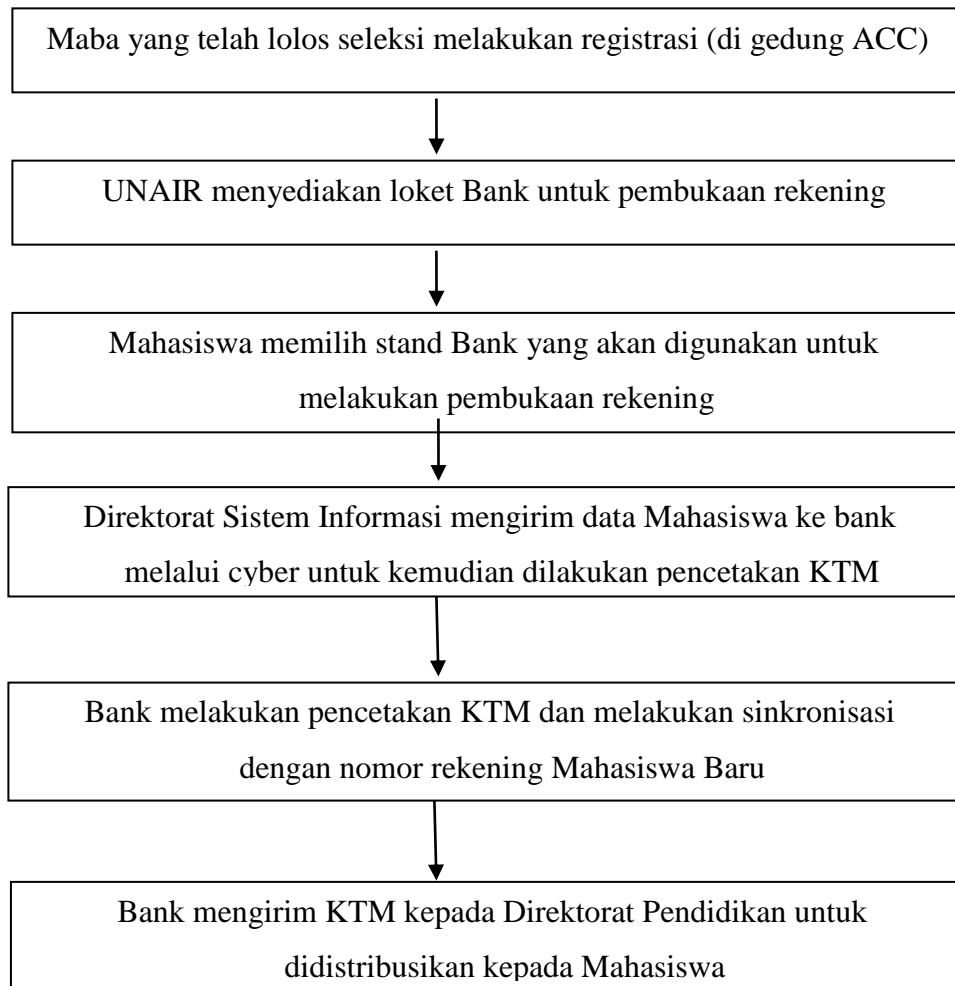 Maba yang telah lolos seleksi melakukan registrasi (di gedung ACC)
UNAIR menyediakan loket Bank untuk pembukaan rekening
Mahasiswa memilih stand Bank yang akan digunakan untuk
melakukan pembukaan rekening
Direktorat Sistem Informasi mengirim data Mahasiswa ke bank
melalui cyber untuk kemudian dilakukan pencetakan KTM
Bank melakukan pencetakan KTM dan melakukan sinkronisasi
dengan nomor rekening Mahasiswa Baru
Bank mengirim KTM kepada Direktorat Pendidikan untuk
didistribusikan kepada Mahasiswa